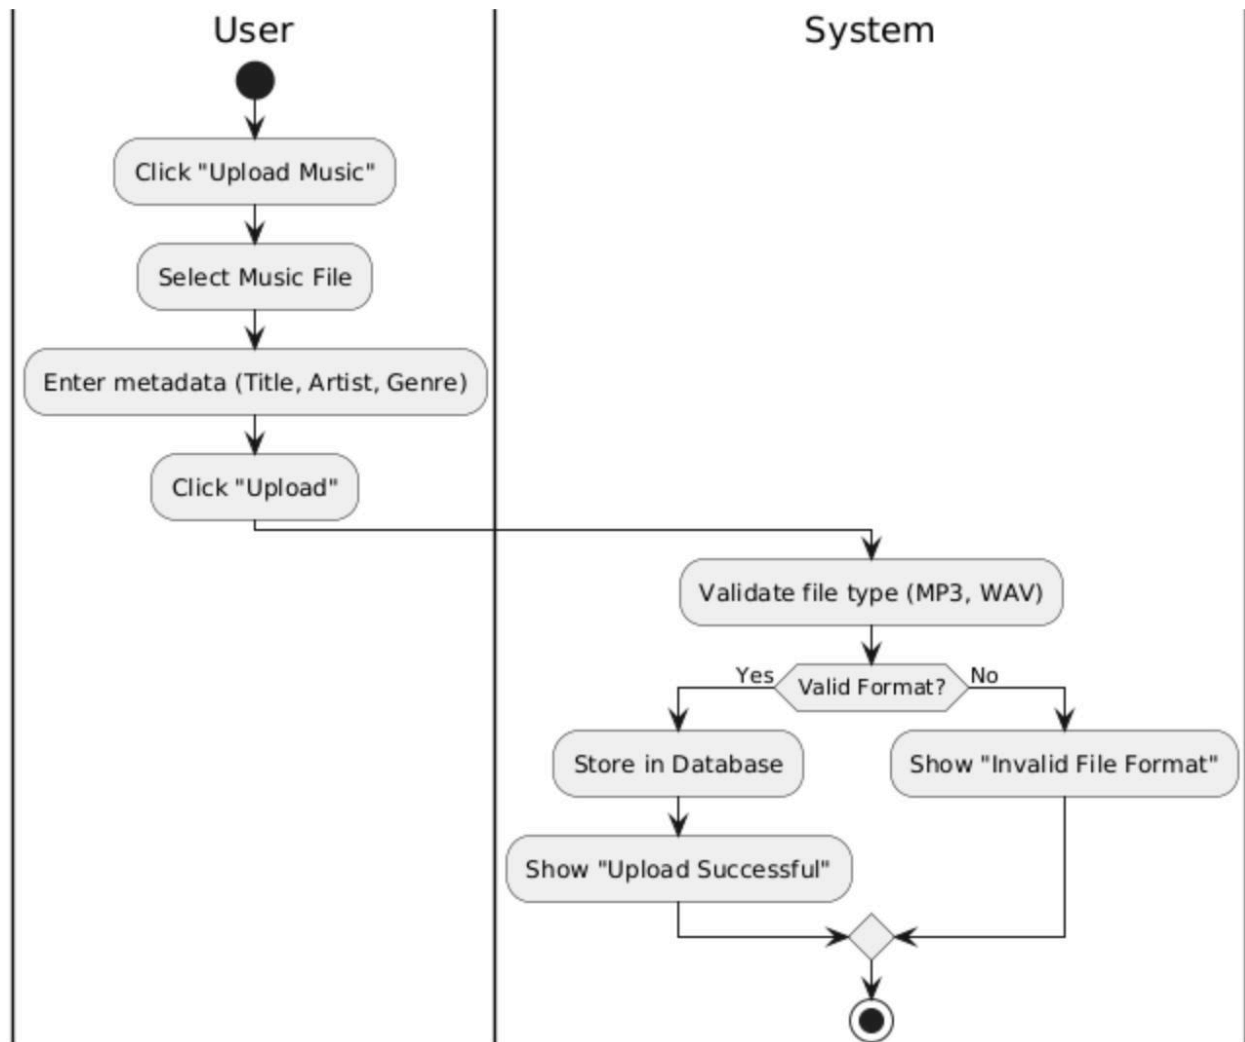 User
System
Click "Upload Music"
Select Music File
Enter metadata (Title, Artist, Genre)
Click "Upload"
Validate file type (MP3, WAV)
Yes
Valid Format?
No
Store in Database
Show "Invalid File Format"
Show "Upload Successful"